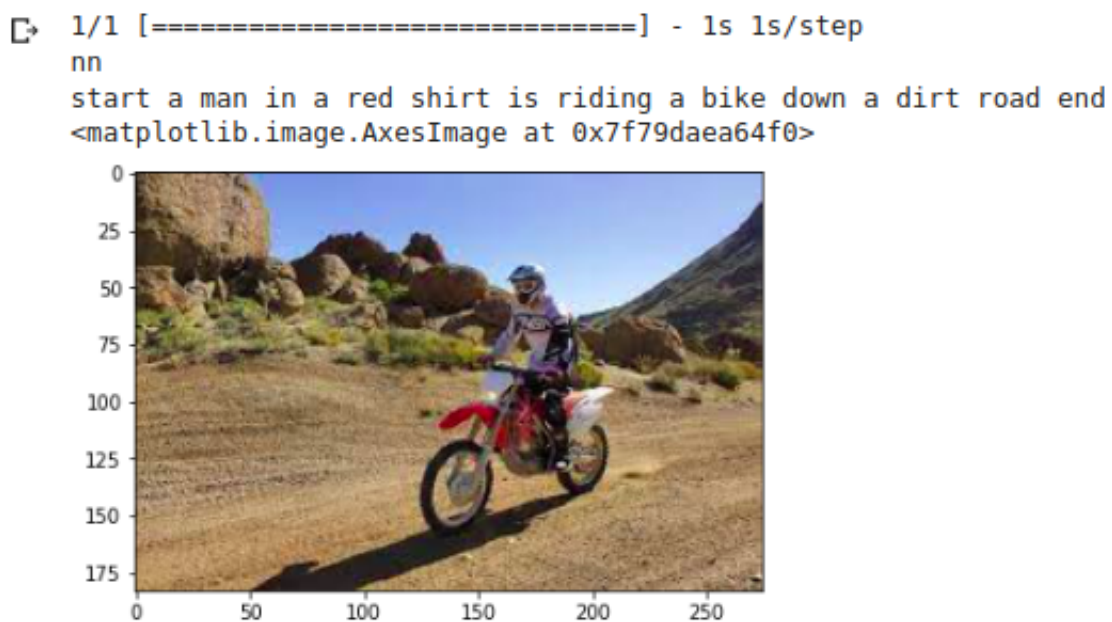 1/1 [==============================] - 1s 1s/step
nn
start a man in a red shirt is riding a bike down a dirt road end
<matplotlib.image.AxesImage at 0x7f79daea64f0>
0
25
50
75
100
125
150
175
0 50 100 150 200 250